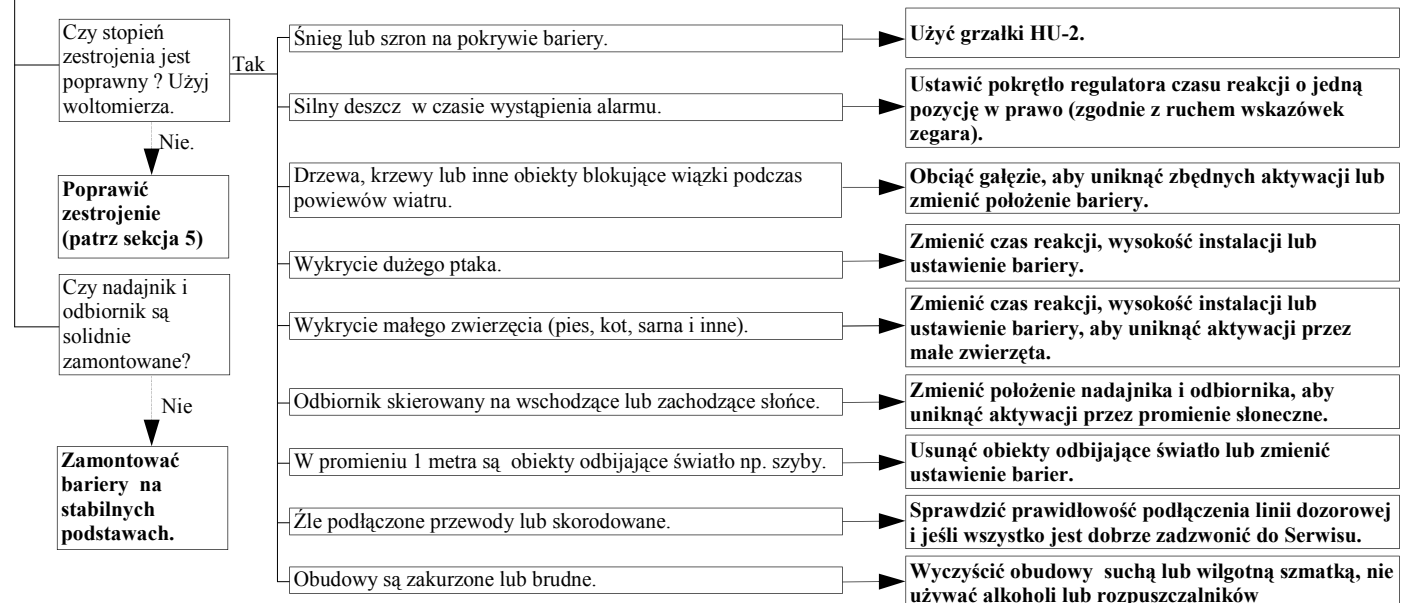 Czy stopień
zestrojenia jest
poprawny ? Użyj
woltomierza.
Tak
Nie.
Poprawić
zestrojenie
(patrz sekcja 5)
Czy nadajnik i
odbiornik są
solidnie
zamontowane?
Nie
Zamontować
bariery na
stabilnych
podstawach.
Śnieg lub szron na pokrywie bariery.
Użyć grzałki HU-2.
Silny deszcz w czasie wystąpienia alarmu.
Ustawić pokrętło regulatora czasu reakcji o jedną
pozycję w prawo (zgodnie z ruchem wskazówek
zegara).
Drzewa, krzewy lub inne obiekty blokujące wiązki podczas
powiewów wiatru.
Obciąć gałęzie, aby uniknąć zbędnych aktywacji lub
zmienić położenie bariery.
Wykrycie dużego ptaka.
Zmienić czas reakcji, wysokość instalacji lub
ustawienie bariery.
Wykrycie małego zwierzęcia (pies, kot, sarna i inne).
Zmienić czas reakcji, wysokość instalacji lub
ustawienie bariery, aby uniknąć aktywacji przez
małe zwierzęta.
Odbiornik skierowany na wschodzące lub zachodzące słońce.
Zmienić położenie nadajnika i odbiornika, aby
uniknąć aktywacji przez promienie słoneczne.
W promieniu 1 metra są obiekty odbijające światło np. szyby.
Usunąć obiekty odbijające światło lub zmienić
ustawienie barier.
Źle podłączone przewody lub skorodowane.
Sprawdzić prawidłowość podłączenia linii dozorowej
i jeśli wszystko jest dobrze zadzwonić do Serwisu.
Obudowy są zakurzone lub brudne.
Wyczyścić obudowy suchą lub wilgotną szmatką, nie
używać alkoholi lub rozpuszczalników